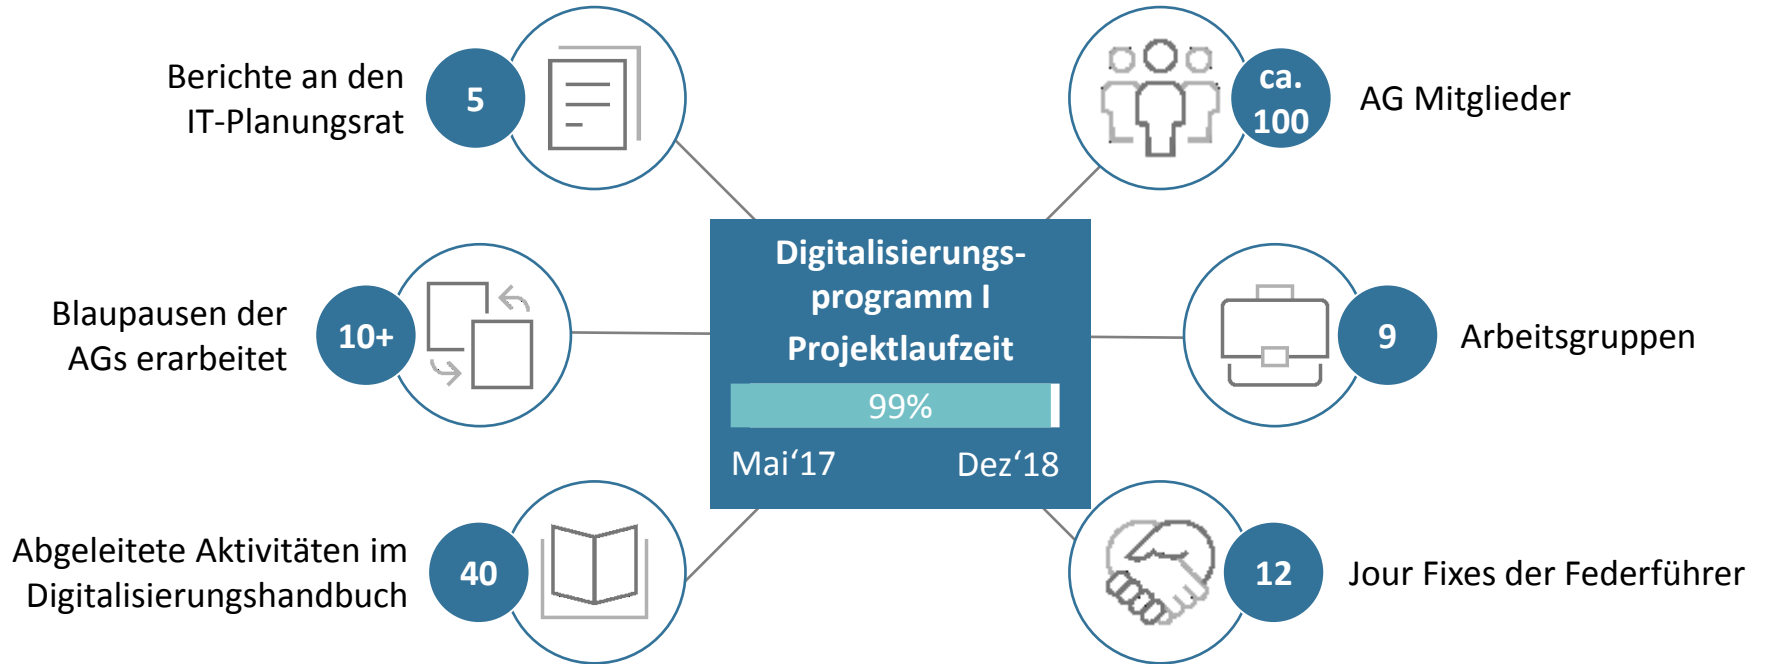 Berichte an den
IT-Planungsrat
5
ca.
100
AG Mitglieder
Blaupausen der
AGs erarbeitet
10+
Digitalisierungs-
programm I
Projektlaufzeit
99%
Mai‘17
Dez‘18
9
Arbeitsgruppen
Abgeleitete Aktivitäten im
Digitalisierungshandbuch
40
12
Jour Fixes der Federführer